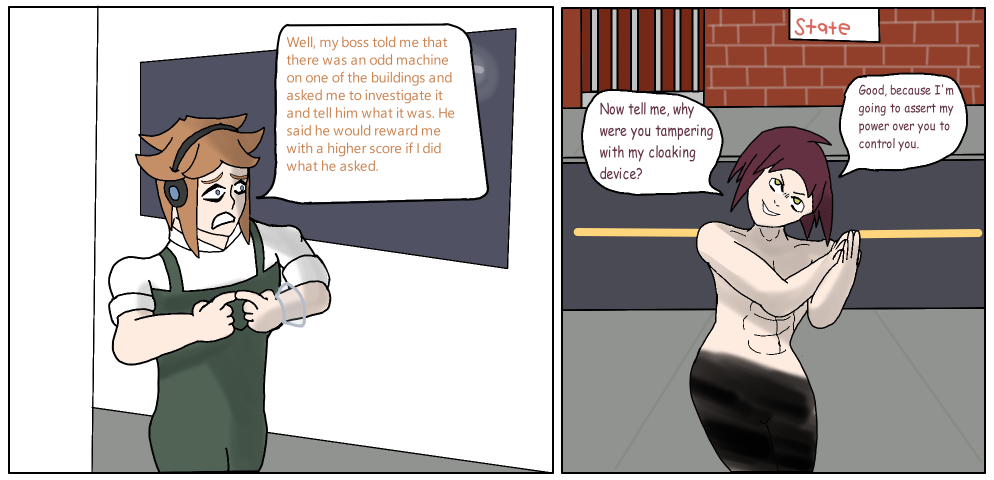 Well, my boss told me that
there was an odd machine
on one of the buildings and
asked me to investigate it
and tell him what it was. He
said he would reward me
with a higher score if I did
what he asked.
State
Good, because I'm
going to assert my
power over you to
control you.
Now tell me, why
were you tampering
with my cloaking
device?